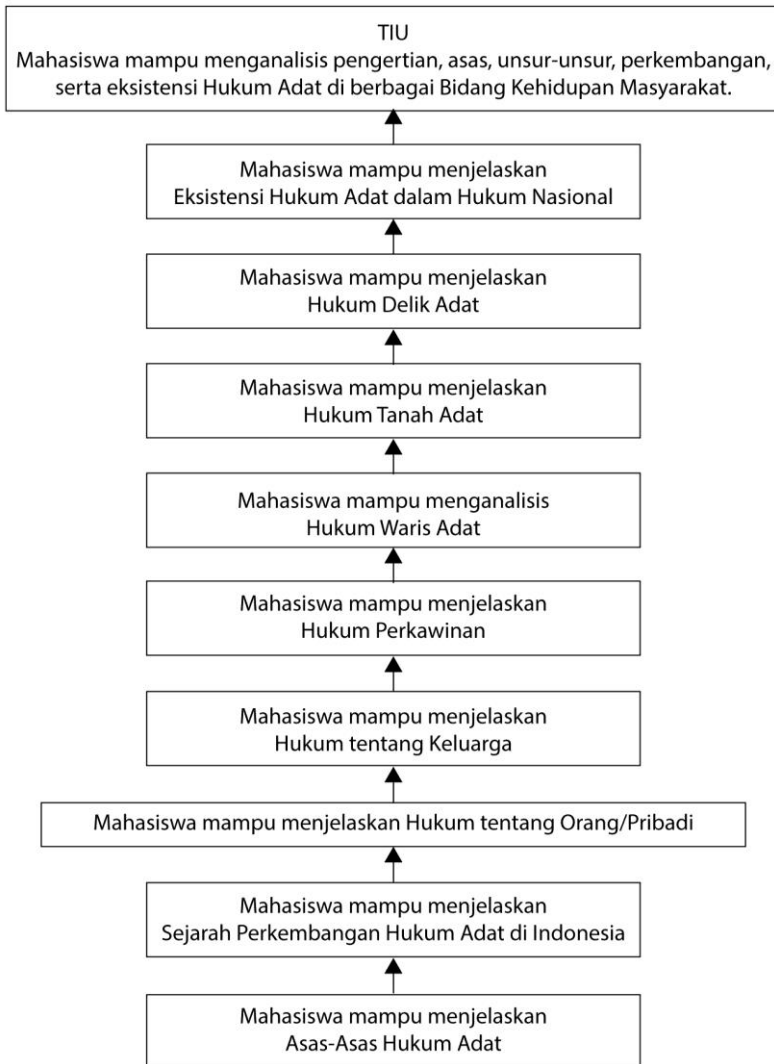 TIU
Mahasiswa mampu menganalisis pengertian, asas, unsur-unsur, perkembangan,
serta eksistensi Hukum Adat di berbagai Bidang Kehidupan Masyarakat.
Mahasiswa mampu menjelaskan
Eksistensi Hukum Adat dalam Hukum Nasional
Mahasiswa mampu menjelaskan
Hukum Delik Adat
Mahasiswa mampu menjelaskan
Hukum Tanah Adat
Mahasiswa mampu menganalisis
Hukum Waris Adat
Mahasiswa mampu menjelaskan
Hukum Perkawinan
Mahasiswa mampu menjelaskan
Hukum tentang Keluarga
Mahasiswa mampu menjelaskan Hukum tentang Orang/Pribadi
Mahasiswa mampu menjelaskan
Sejarah Perkembangan Hukum Adat di Indonesia
Mahasiswa mampu menjelaskan
Asas-Asas Hukum Adat